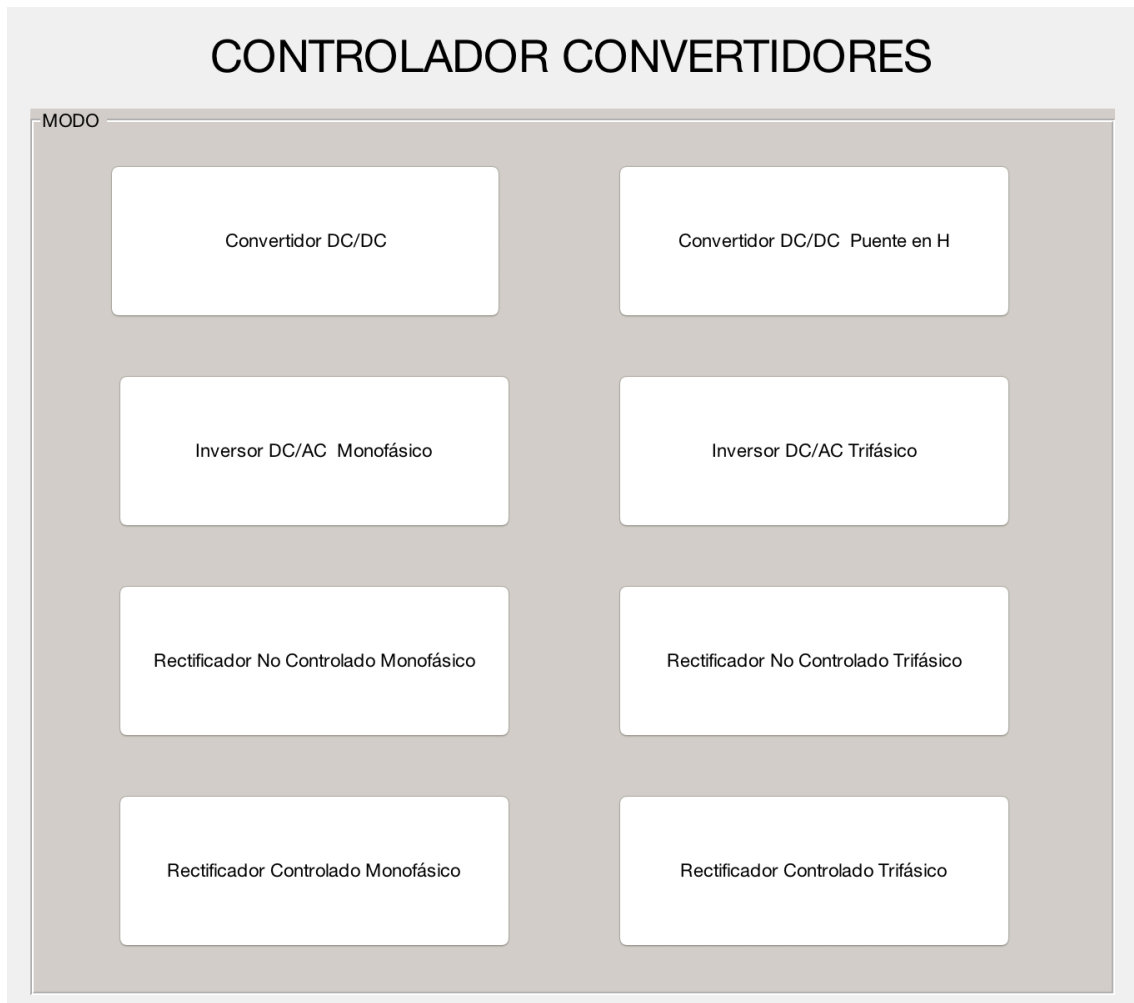 CONTROLADOR CONVERTIDORES
MODO
Convertidor DC/DC
Convertidor DC/DC  Puente en H
Inversor DC/AC  Monofásico
Inversor DC/AC Trifásico
Rectificador No Controlado Monofásico
Rectificador No Controlado Trifásico
Rectificador Controlado Monofásico
Rectificador Controlado Trifásico